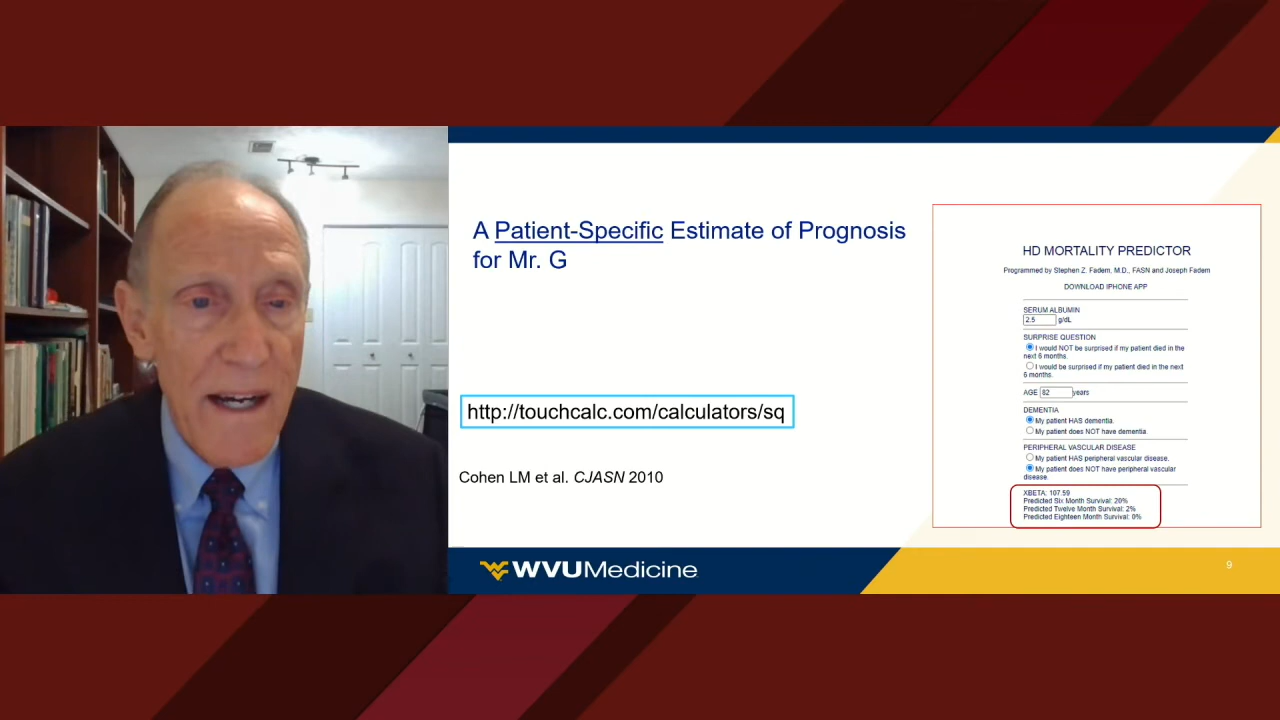 A Patient-Specific Estimate of Prognosis
for Mr. G
http://touchcalc.com/calculators/sq
Cohen LM et al. CJASN 2010
HD MORTALITY PREDICTOR
Programmed by Stephen Z. Fadem, M.D., FASN and Joseph Fadem
DOWNLOAD IPHONE APP
SERUM ALBUMIN
2.5 g/dL
SURPRISE QUESTION
I would NOT be surprised if my patient died in the
next 6 months.
I would be surprised if my patient died in the next
6 months.
AGE 82 years
DEMENTIA
My patient HAS dementia.
My patient does NOT have dementia.
PERIPHERAL VASCULAR DISEASE
My patient HAS peripheral vascular disease.
My patient does NOT have peripheral vascular
disease.
XBETA: 107.59
Predicted Six Month Survival: 20%
Predicted Twelve Month Survival: 2%
Predicted Eighteen Month Survival: 0%
WVUMedicine
9